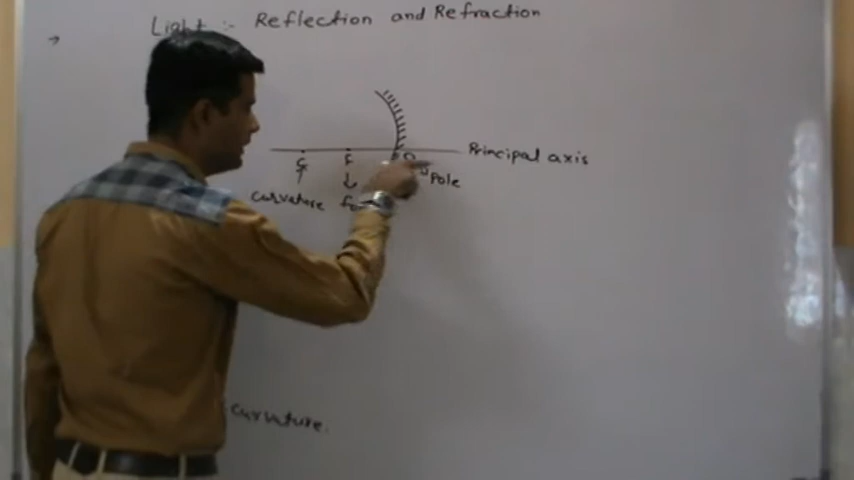 Light :- Reflection and Refraction
Principal axis
C
F
P
Pole
curvature
curvature.